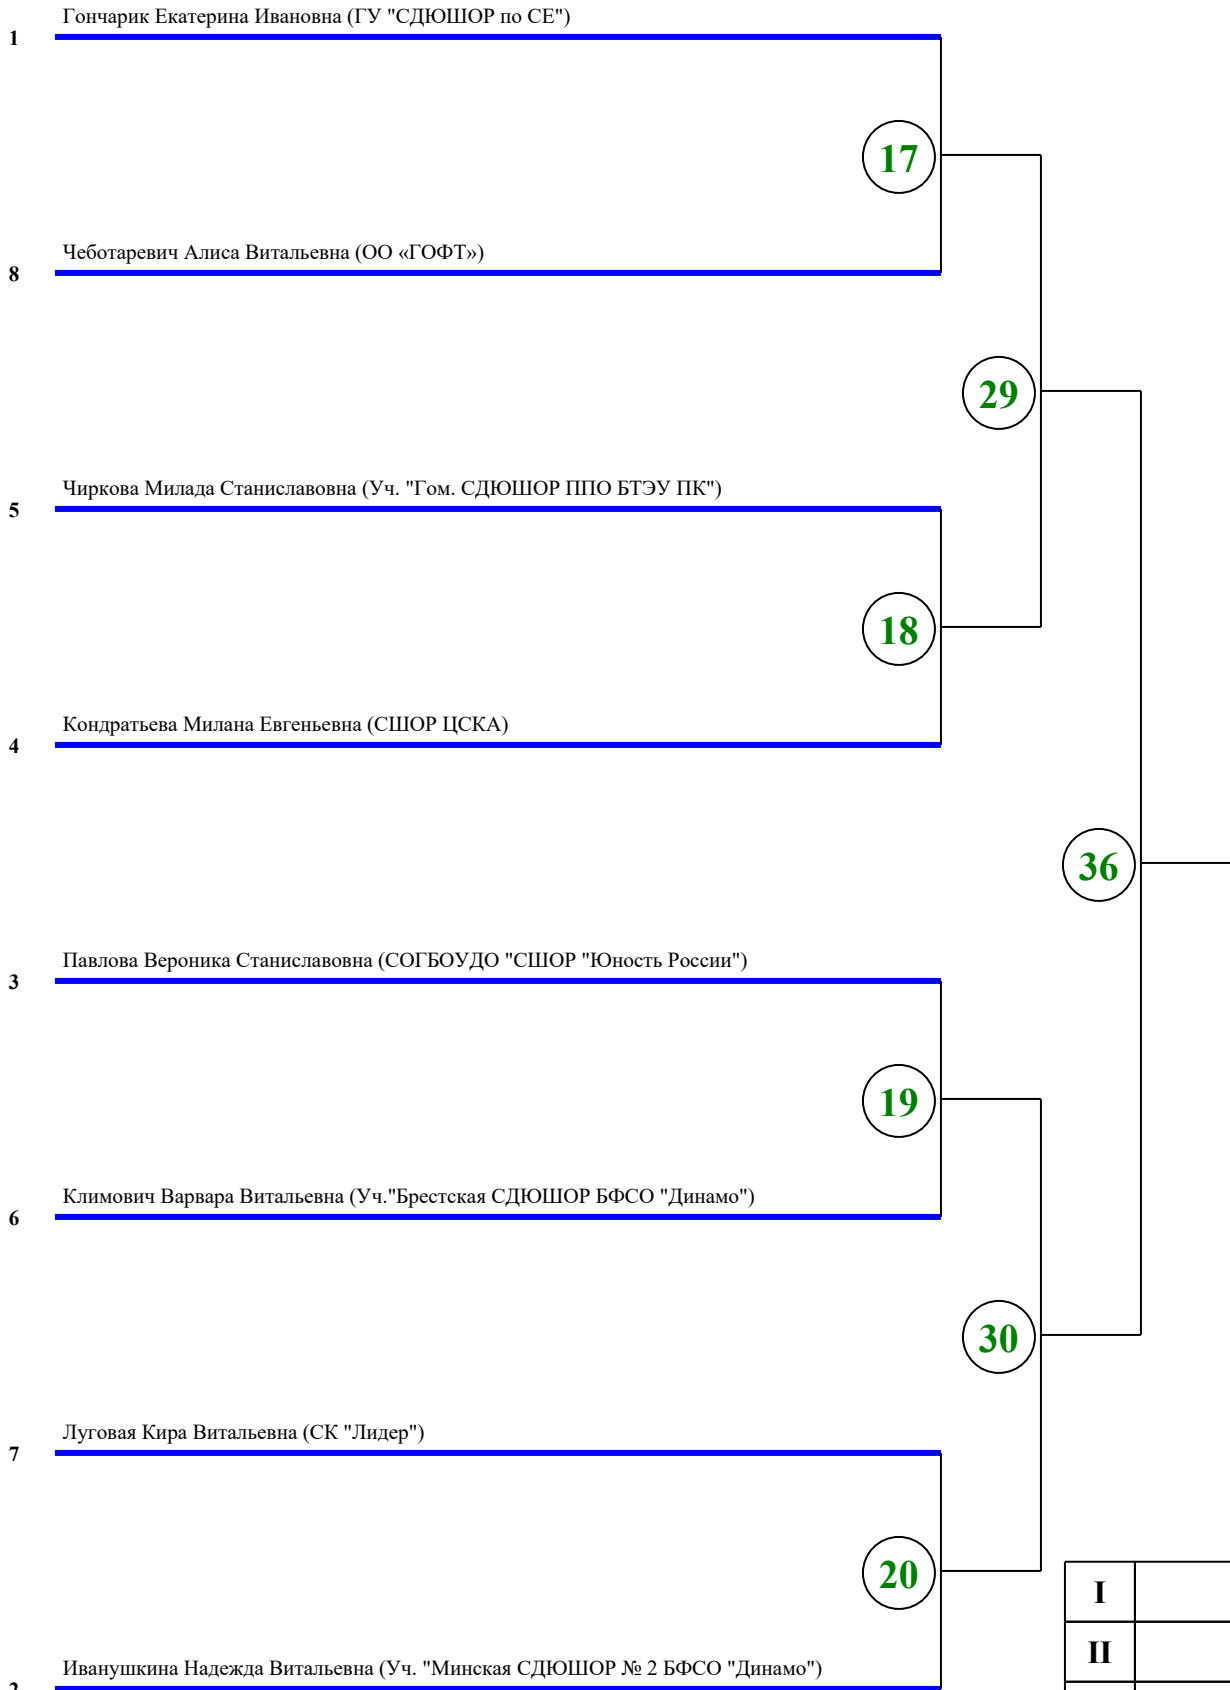 Гончарик Екатерина Ивановна (ГУ "СДЮШОР по СЕ")
1
17
Чеботаревич Алиса Витальевна (ОО «ГОФТ»)
8
29
Чиркова Милада Станиславовна (Уч. "Гом. СДЮШОР ППО БТЭУ ПК")
5
18
Кондратьева Милана Евгеньевна (СШОР ЦСКА)
4
36
Павлова Вероника Станиславовна (СОГБОУДО "СШОР "Юность России")
3
19
Климович Варвара Витальевна (Уч."Брестская СДЮШОР БФСО "Динамо")
6
30
Луговая Кира Витальевна (СК "Лидер")
7
20
I
II
Иванушкина Надежда Витальевна (Уч. "Минская СДЮШОР № 2 БФСО "Динамо")
2